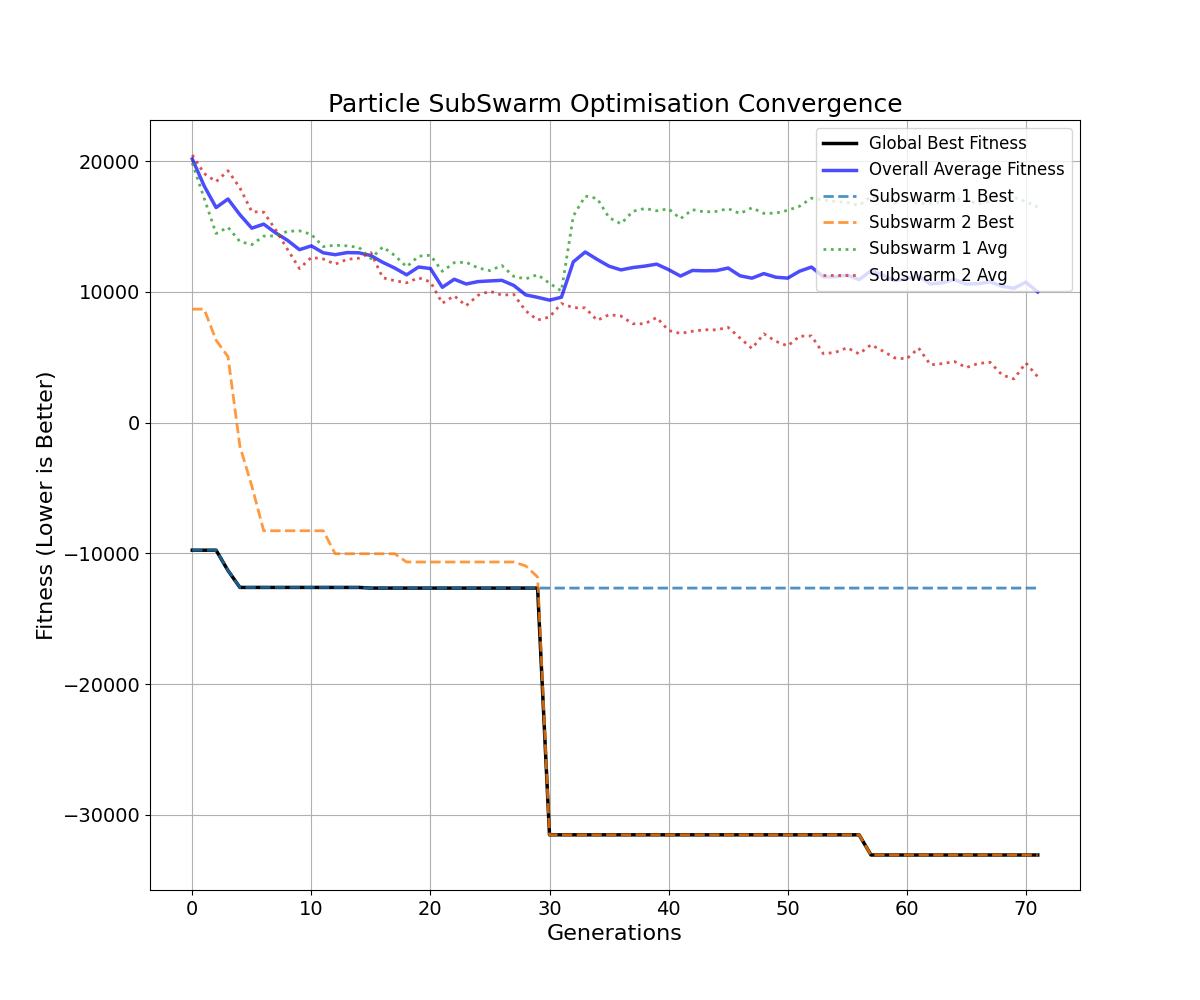 Particle SubSwarm Optimisation Convergence
Global Best Fitness
Overall Average Fitness
Subswarm 1 Best
Subswarm 2 Best
Subswarm 1 Avg
Subswarm 2 Avg
20000
10000
0
−10000
−20000
−30000
Fitness (Lower is Better)
0 10 20 30 40 50 60 70
Generations